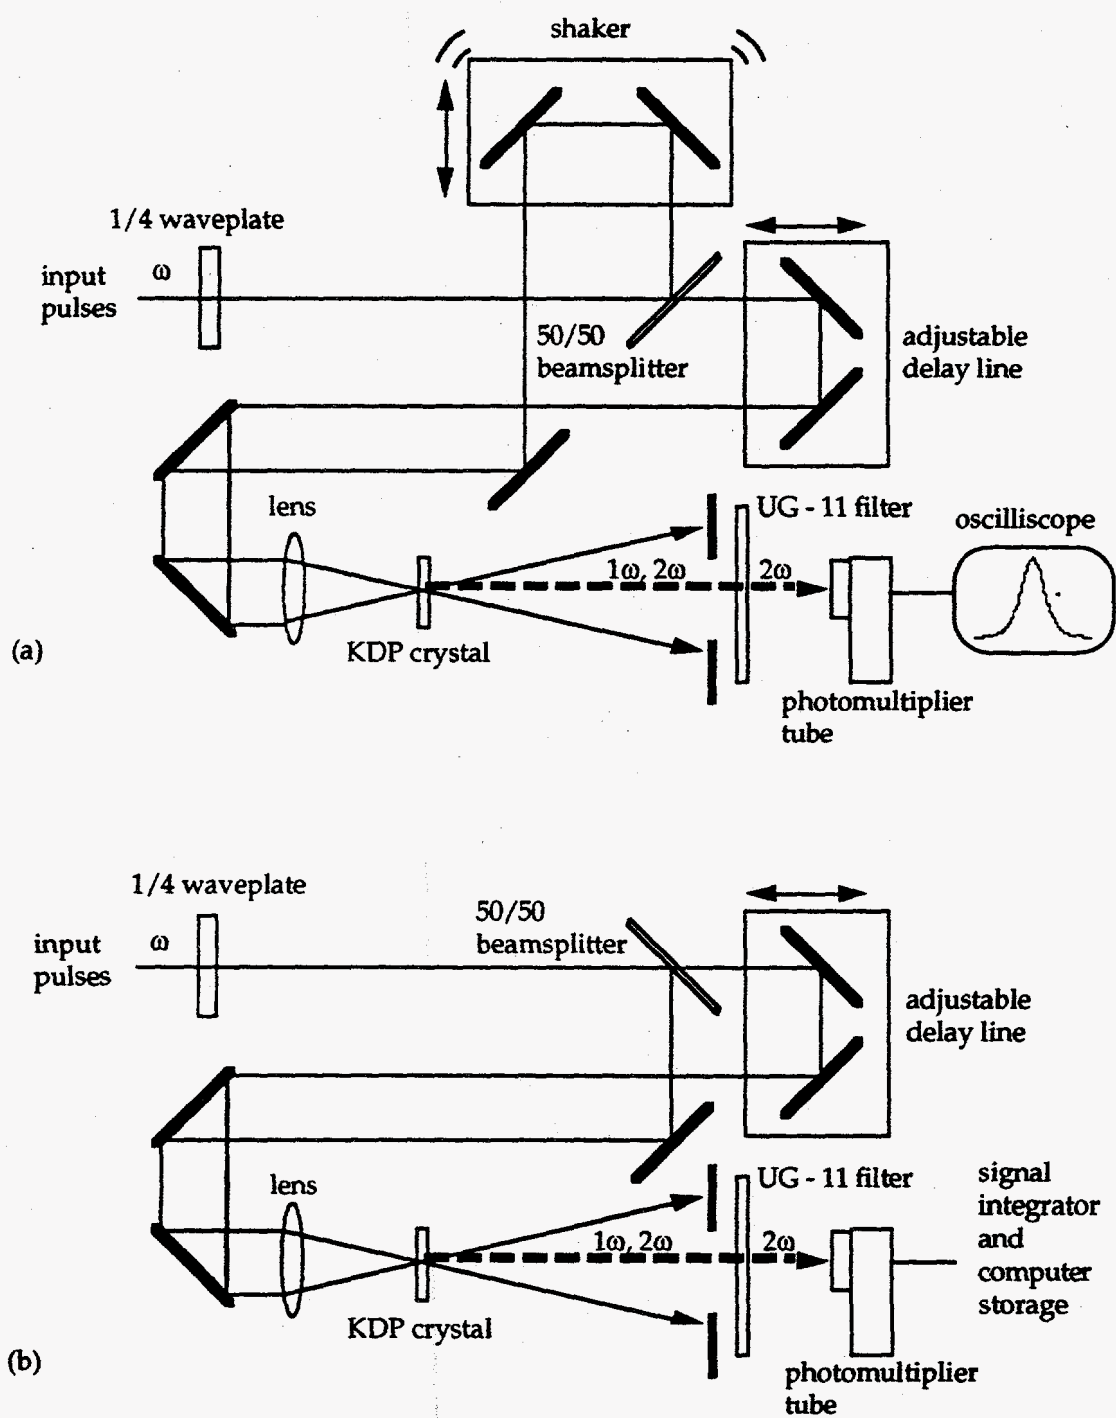 shaker
1/4 waveplate
input
pulses
ω
50/50
beamsplitter
adjustable
delay line
lens
UG - 11 filter
oscilliscope
1ω, 2ω
2ω
KDP crystal
(a)
photomultiplier
tube
1/4 waveplate
50/50
beamsplitter
input
pulses
ω
adjustable
delay line
lens
UG - 11 filter
signal
integrator
and
computer
storage
1ω, 2ω
2ω
KDP crystal
(b)
photomultiplier
tube